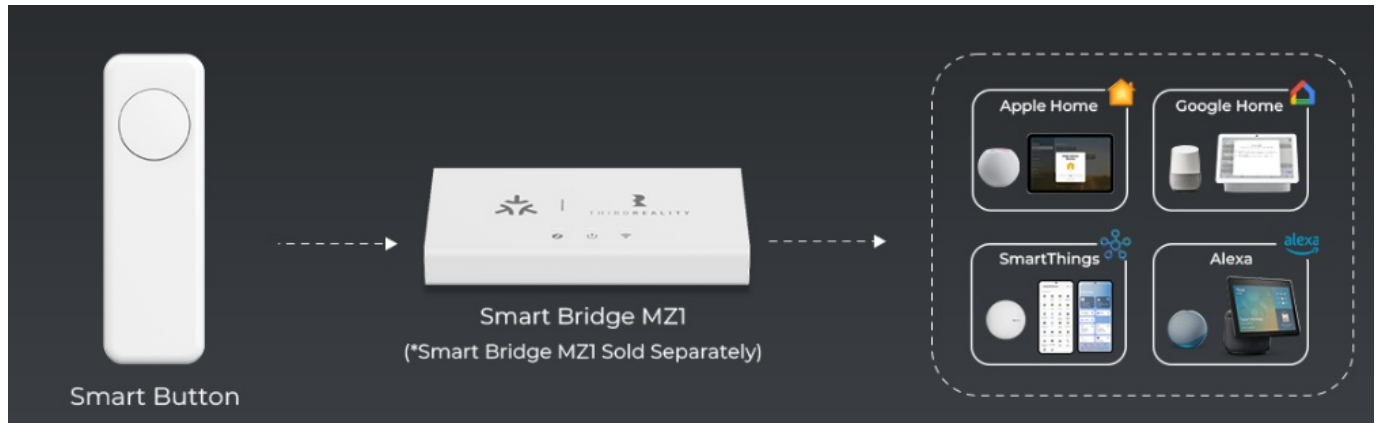 Smart Button
THIRDREALITY
Smart Bridge MZ1
(*Smart Bridge MZ1 Sold Separately)
Apple Home
Google Home
SmartThings
Alexa
alexa